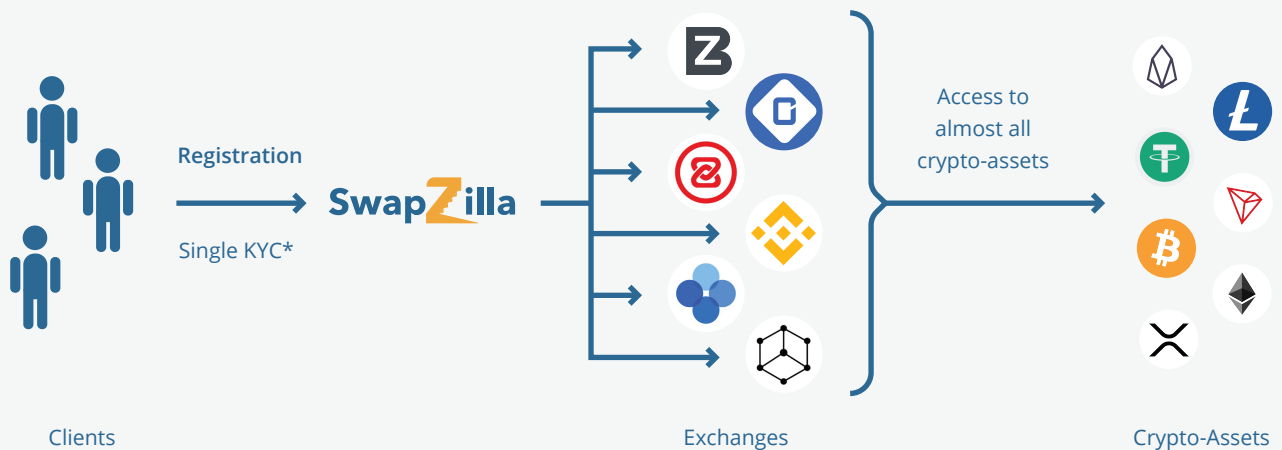 Registration
Single KYC*
SwapZilla
Access to
almost all
crypto-assets
Clients
Exchanges
Crypto-Assets